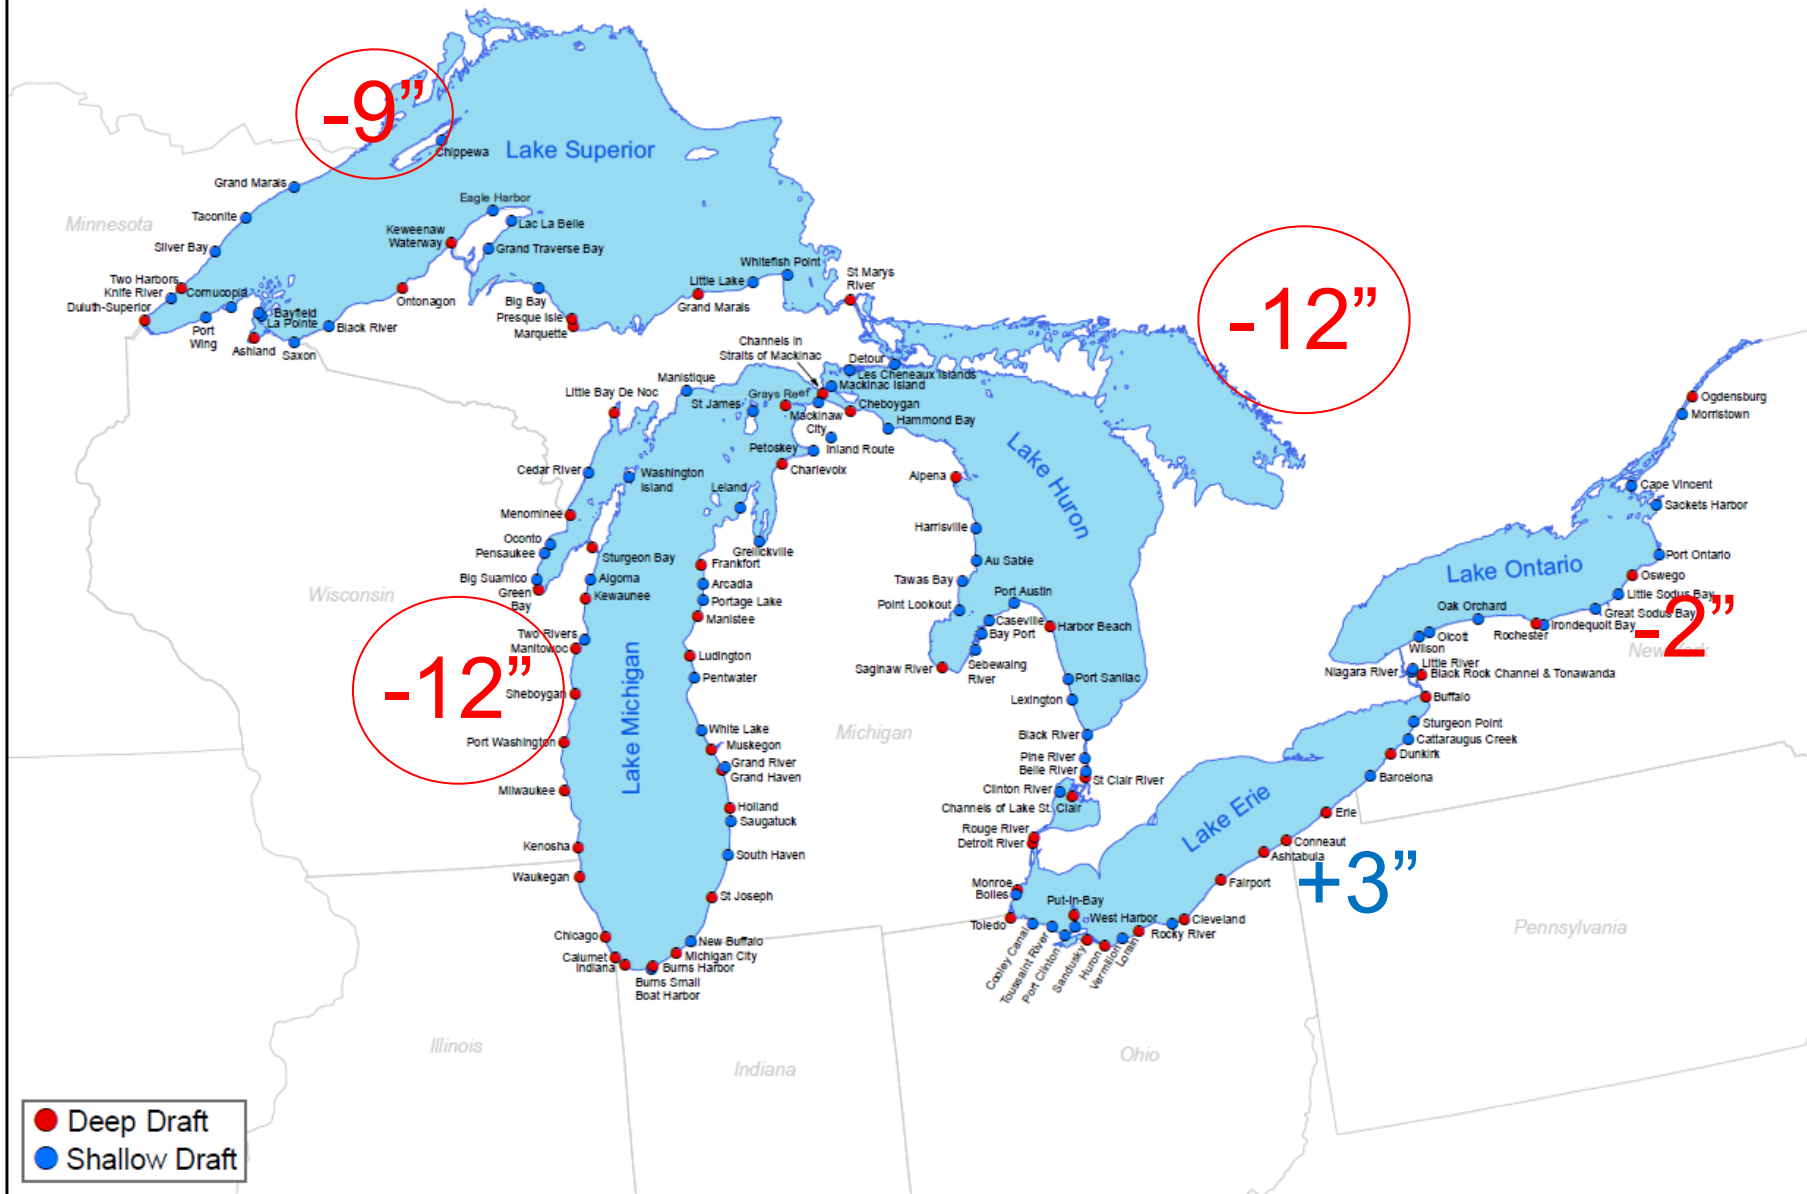 -9”
Lake Superior
Chippewa
Grand Marais
Minnesota
Taconite
Silver Bay
Two Harbors
Knife River
Cornucopia
Duluth-Superior
Port
Wing
Bayfield
La Pointe
Ashland
Saxon
Black River
Ontonagon
Eagle Harbor
Lac La Belle
Keweenaw
Waterway
Grand Traverse Bay
Big Bay
Presque Isle
Marquette
Grand Marais
Little Lake
Whitefish Point
St Marys
River
-12”
Channels in
Straits of Mackinac
Detour
Les Cheneaux Islands
Mackinac Island
Manistique
Little Bay De Noc
St James
Grays Reef
Mackinaw
City
Cheboygan
Hammond Bay
Inland Route
Petoskey
Charlevoix
Cedar River
Washington
Island
Leland
Menominee
Oconto
Pensaukee
Sturgeon Bay
Greilickville
Big Suamico
Green
Bay
Algoma
Kewaunee
Frankfort
Arcadia
Portage Lake
Manistee
Wisconsin
Two Rivers
Manitowoc
-12”
Sheboygan
Ludington
Pentwater
Lake Michigan
Port Washington
White Lake
Muskegon
Grand River
Grand Haven
Milwaukee
Holland
Saugatuck
Kenosha
South Haven
Waukegan
St Joseph
Chicago
Calumet
Indiana
New Buffalo
Michigan City
Burns Harbor
Burns Small
Boat Harbor
Michigan
Lake Huron
Alpena
Harrisville
Au Sable
Tawas Bay
Point Lookout
Port Austin
Caseville
Bay Port
Harbor Beach
Saginaw River
Sebewaing
River
Port Sanilac
Lexington
Black River
Pine River
Belle River
St Clair River
Clinton River
Channels of Lake St. Clair
Rouge River
Detroit River
Monroe
Bolles
Toledo
Put-In-Bay
West Harbor
Cooley Canal
Toussaint River
Port Clinton
Sandusky
Huron
Vermilion
Lorain
Rocky River
Cleveland
Fairport
Ashtabula
Conneaut
+3”
Lake Erie
Erie
Barcelona
Dunkirk
Cattaraugus Creek
Sturgeon Point
Buffalo
Black Rock Channel & Tonawanda
Little River
Niagara River
Wilson
Olcott
Oak Orchard
Rochester
Irondequoit Bay
Great Sodus Bay
Little Sodus Bay
-2”
New York
Lake Ontario
Oswego
Port Ontario
Sackets Harbor
Cape Vincent
Morristown
Ogdensburg
Pennsylvania
Ohio
Indiana
Illinois
Deep Draft
Shallow Draft